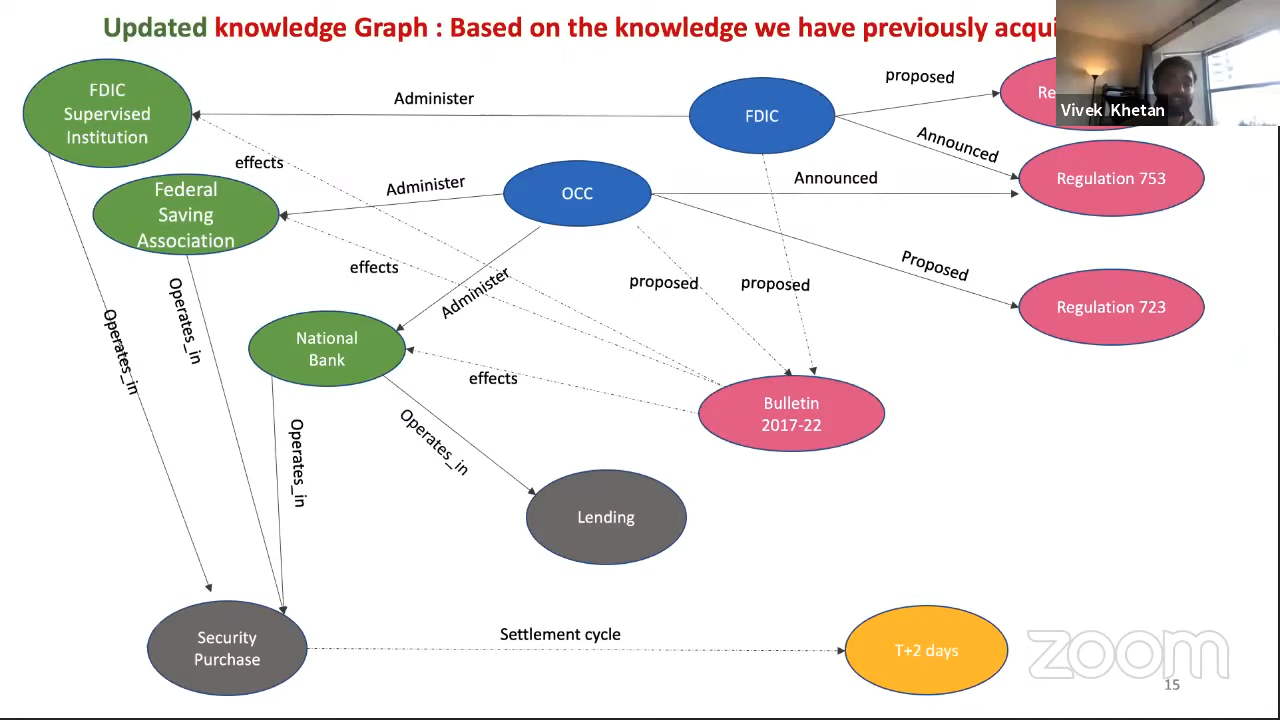 Updated knowledge Graph : Based on the knowledge we have previously
Vivek Khetan
FDIC
Supervised
Institution
Administer
FDIC
proposed
Announced
Regulation 753
effects
Federal
Saving
Association
Administer
OCC
Announced
Proposed
Regulation 723
effects
Administer
proposed
proposed
Operates_in
Operates_in
National
Bank
effects
Bulletin
2017-22
Operates_in
Operates_in
Lending
Security
Purchase
Settlement cycle
T+2 days
zoom
15